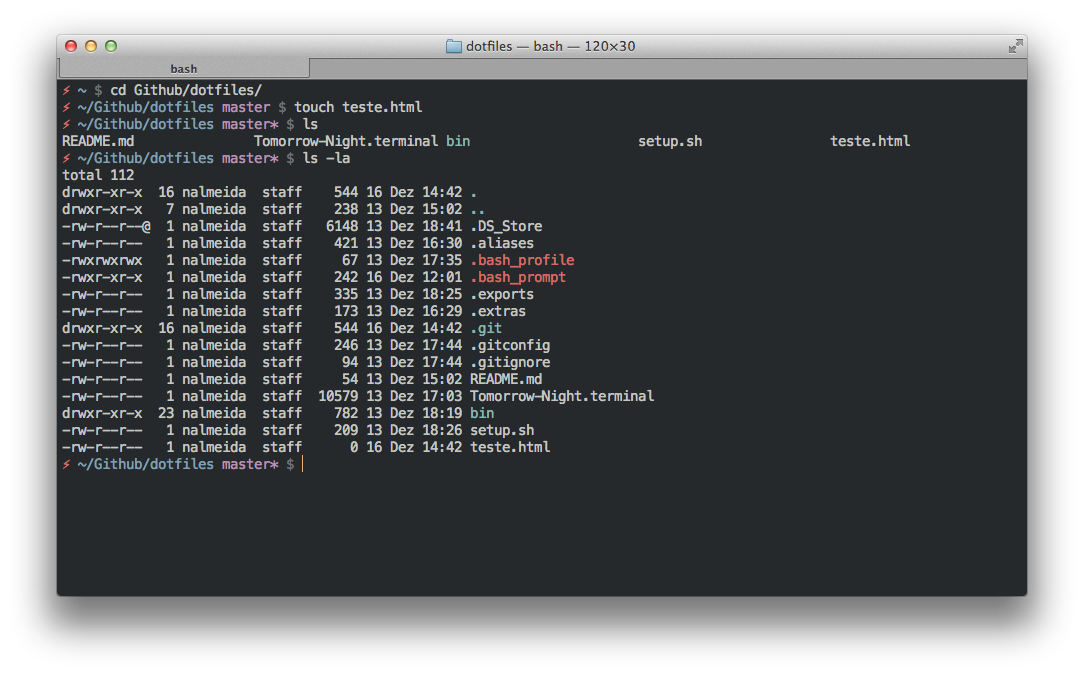 dotfiles — bash — 120×30
bash
⚡ ~ $ cd Github/dotfiles/
⚡ ~/Github/dotfiles master $ touch teste.html
⚡ ~/Github/dotfiles master* $ ls
README.md               Tomorrow-Night.terminal bin                     setup.sh                teste.html
⚡ ~/Github/dotfiles master* $ ls -la
total 112
drwxr-xr-x  16 nalmeida  staff    544 16 Dez 14:42 .
drwxr-xr-x   7 nalmeida  staff    238 13 Dez 15:02 ..
-rw-r--r--@  1 nalmeida  staff   6148 13 Dez 18:41 .DS_Store
-rw-r--r--   1 nalmeida  staff    421 13 Dez 16:30 .aliases
-rwxrwxrwx   1 nalmeida  staff     67 13 Dez 17:35 .bash_profile
-rwxr-xr-x   1 nalmeida  staff    242 16 Dez 12:01 .bash_prompt
-rw-r--r--   1 nalmeida  staff    335 13 Dez 18:25 .exports
-rw-r--r--   1 nalmeida  staff    173 13 Dez 16:29 .extras
drwxr-xr-x  16 nalmeida  staff    544 16 Dez 14:42 .git
-rw-r--r--   1 nalmeida  staff    246 13 Dez 17:44 .gitconfig
-rw-r--r--   1 nalmeida  staff     94 13 Dez 17:44 .gitignore
-rw-r--r--   1 nalmeida  staff     54 13 Dez 15:02 README.md
-rw-r--r--   1 nalmeida  staff  10579 13 Dez 17:03 Tomorrow-Night.terminal
drwxr-xr-x  23 nalmeida  staff    782 13 Dez 18:19 bin
-rw-r--r--   1 nalmeida  staff    209 13 Dez 18:26 setup.sh
-rw-r--r--   1 nalmeida  staff      0 16 Dez 14:42 teste.html
⚡ ~/Github/dotfiles master* $